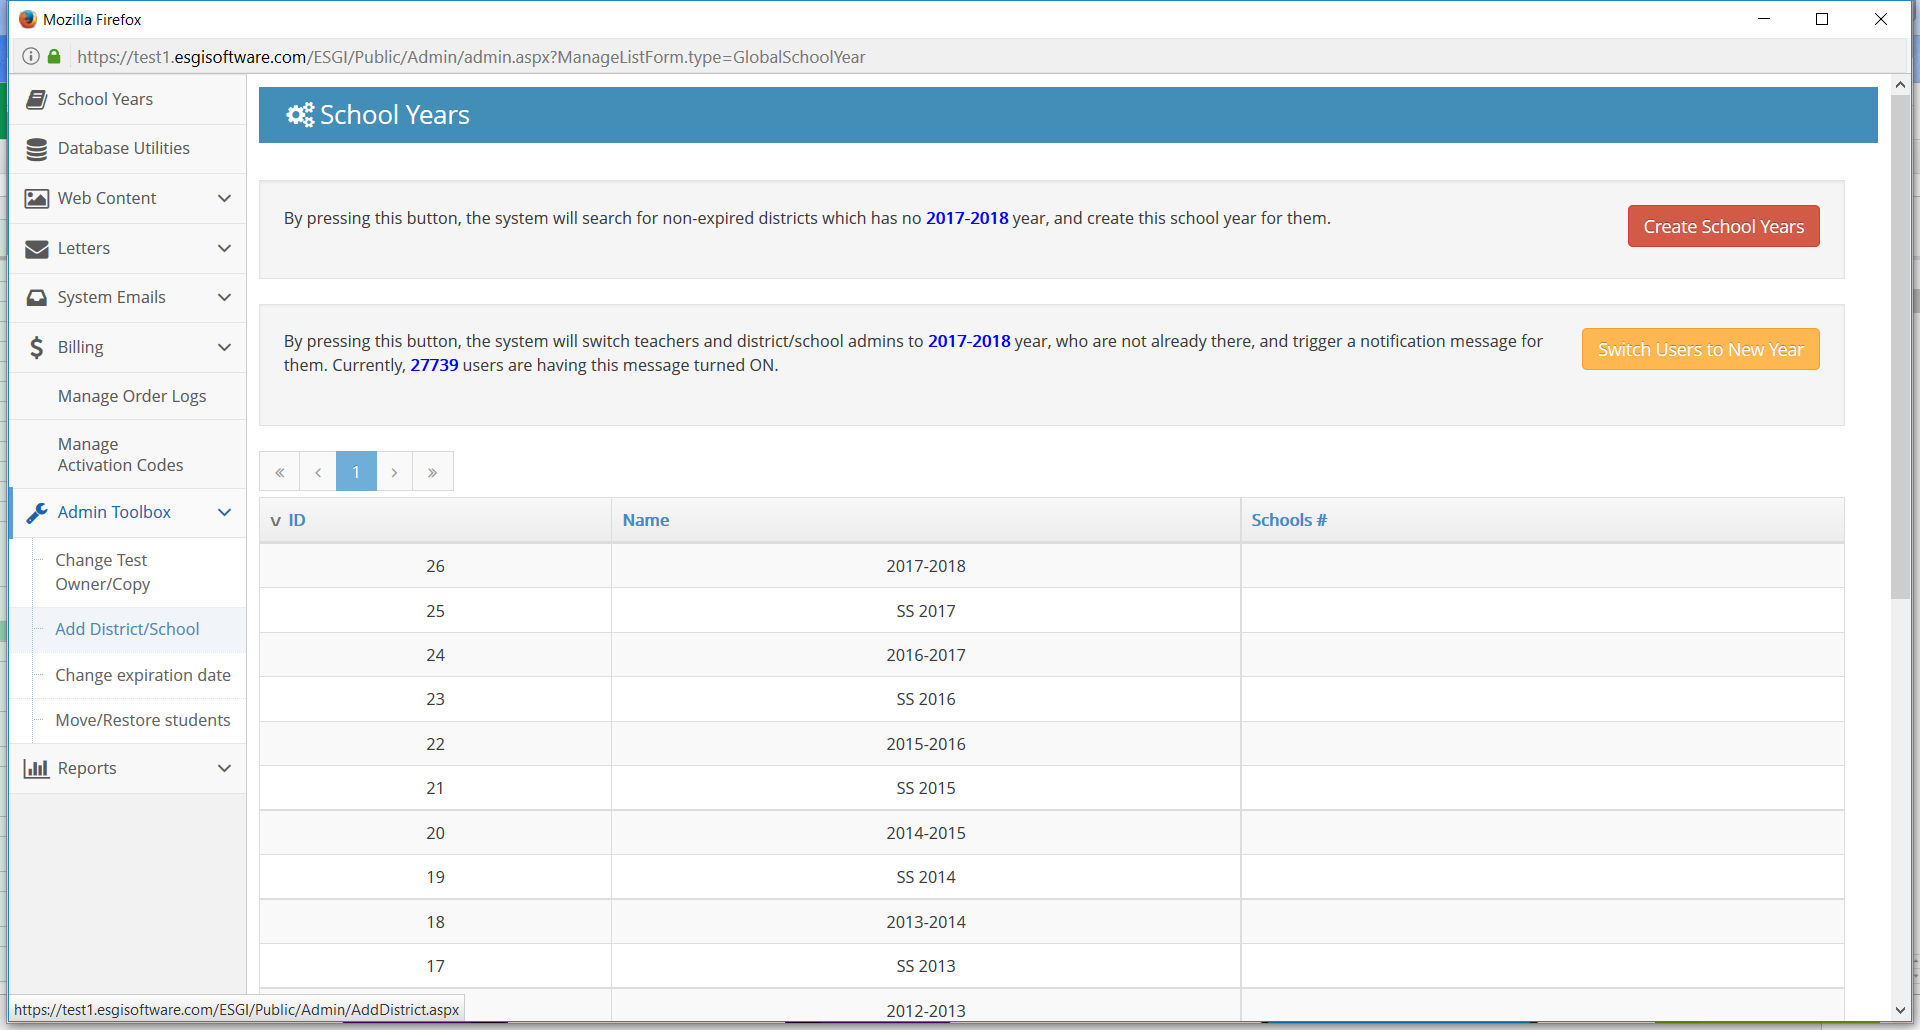 Mozilla Firefox
https://test1.esgisoftware.com/ESGI/Public/Admin/admin.aspx?ManageListForm.type=GlobalSchoolYear
School Years
Database Utilities
Web Content
Letters
System Emails
Billing
Manage Order Logs
Manage
Activation Codes
Admin Toolbox
Change Test
Owner/Copy
Add District/School
Change expiration date
Move/Restore students
Reports
School Years
By pressing this button, the system will search for non-expired districts which has no 2017-2018 year, and create this school year for them.
Create School Years
By pressing this button, the system will switch teachers and district/school admins to 2017-2018 year, who are not already there, and trigger a notification message for
them. Currently, 27739 users are having this message turned ON.
Switch Users to New Year
« ‹ 1 › »
v ID Name Schools #
26 2017-2018
25 SS 2017
24 2016-2017
23 SS 2016
22 2015-2016
21 SS 2015
20 2014-2015
19 SS 2014
18 2013-2014
17 SS 2013
2012-2013
https://test1.esgisoftware.com/ESGI/Public/Admin/AddDistrict.aspx